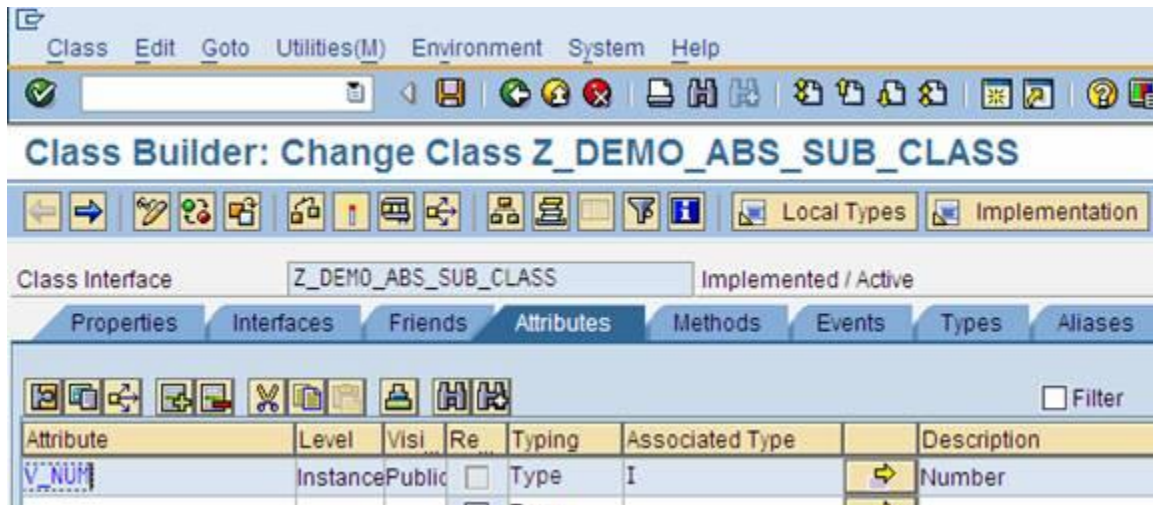 Class Edit Goto Utilities(M) Environment System Help
Class Builder: Change Class Z_DEMO_ABS_SUB_CLASS
Local Types Implementation
Class Interface Z_DEMO_ABS_SUB_CLASS Implemented / Active
Properties Interfaces Friends Attributes Methods Events Types Aliases
Filter
Attribute Level Visi... Re... Typing Associated Type Description
V_NUM Instance Public Type I Number